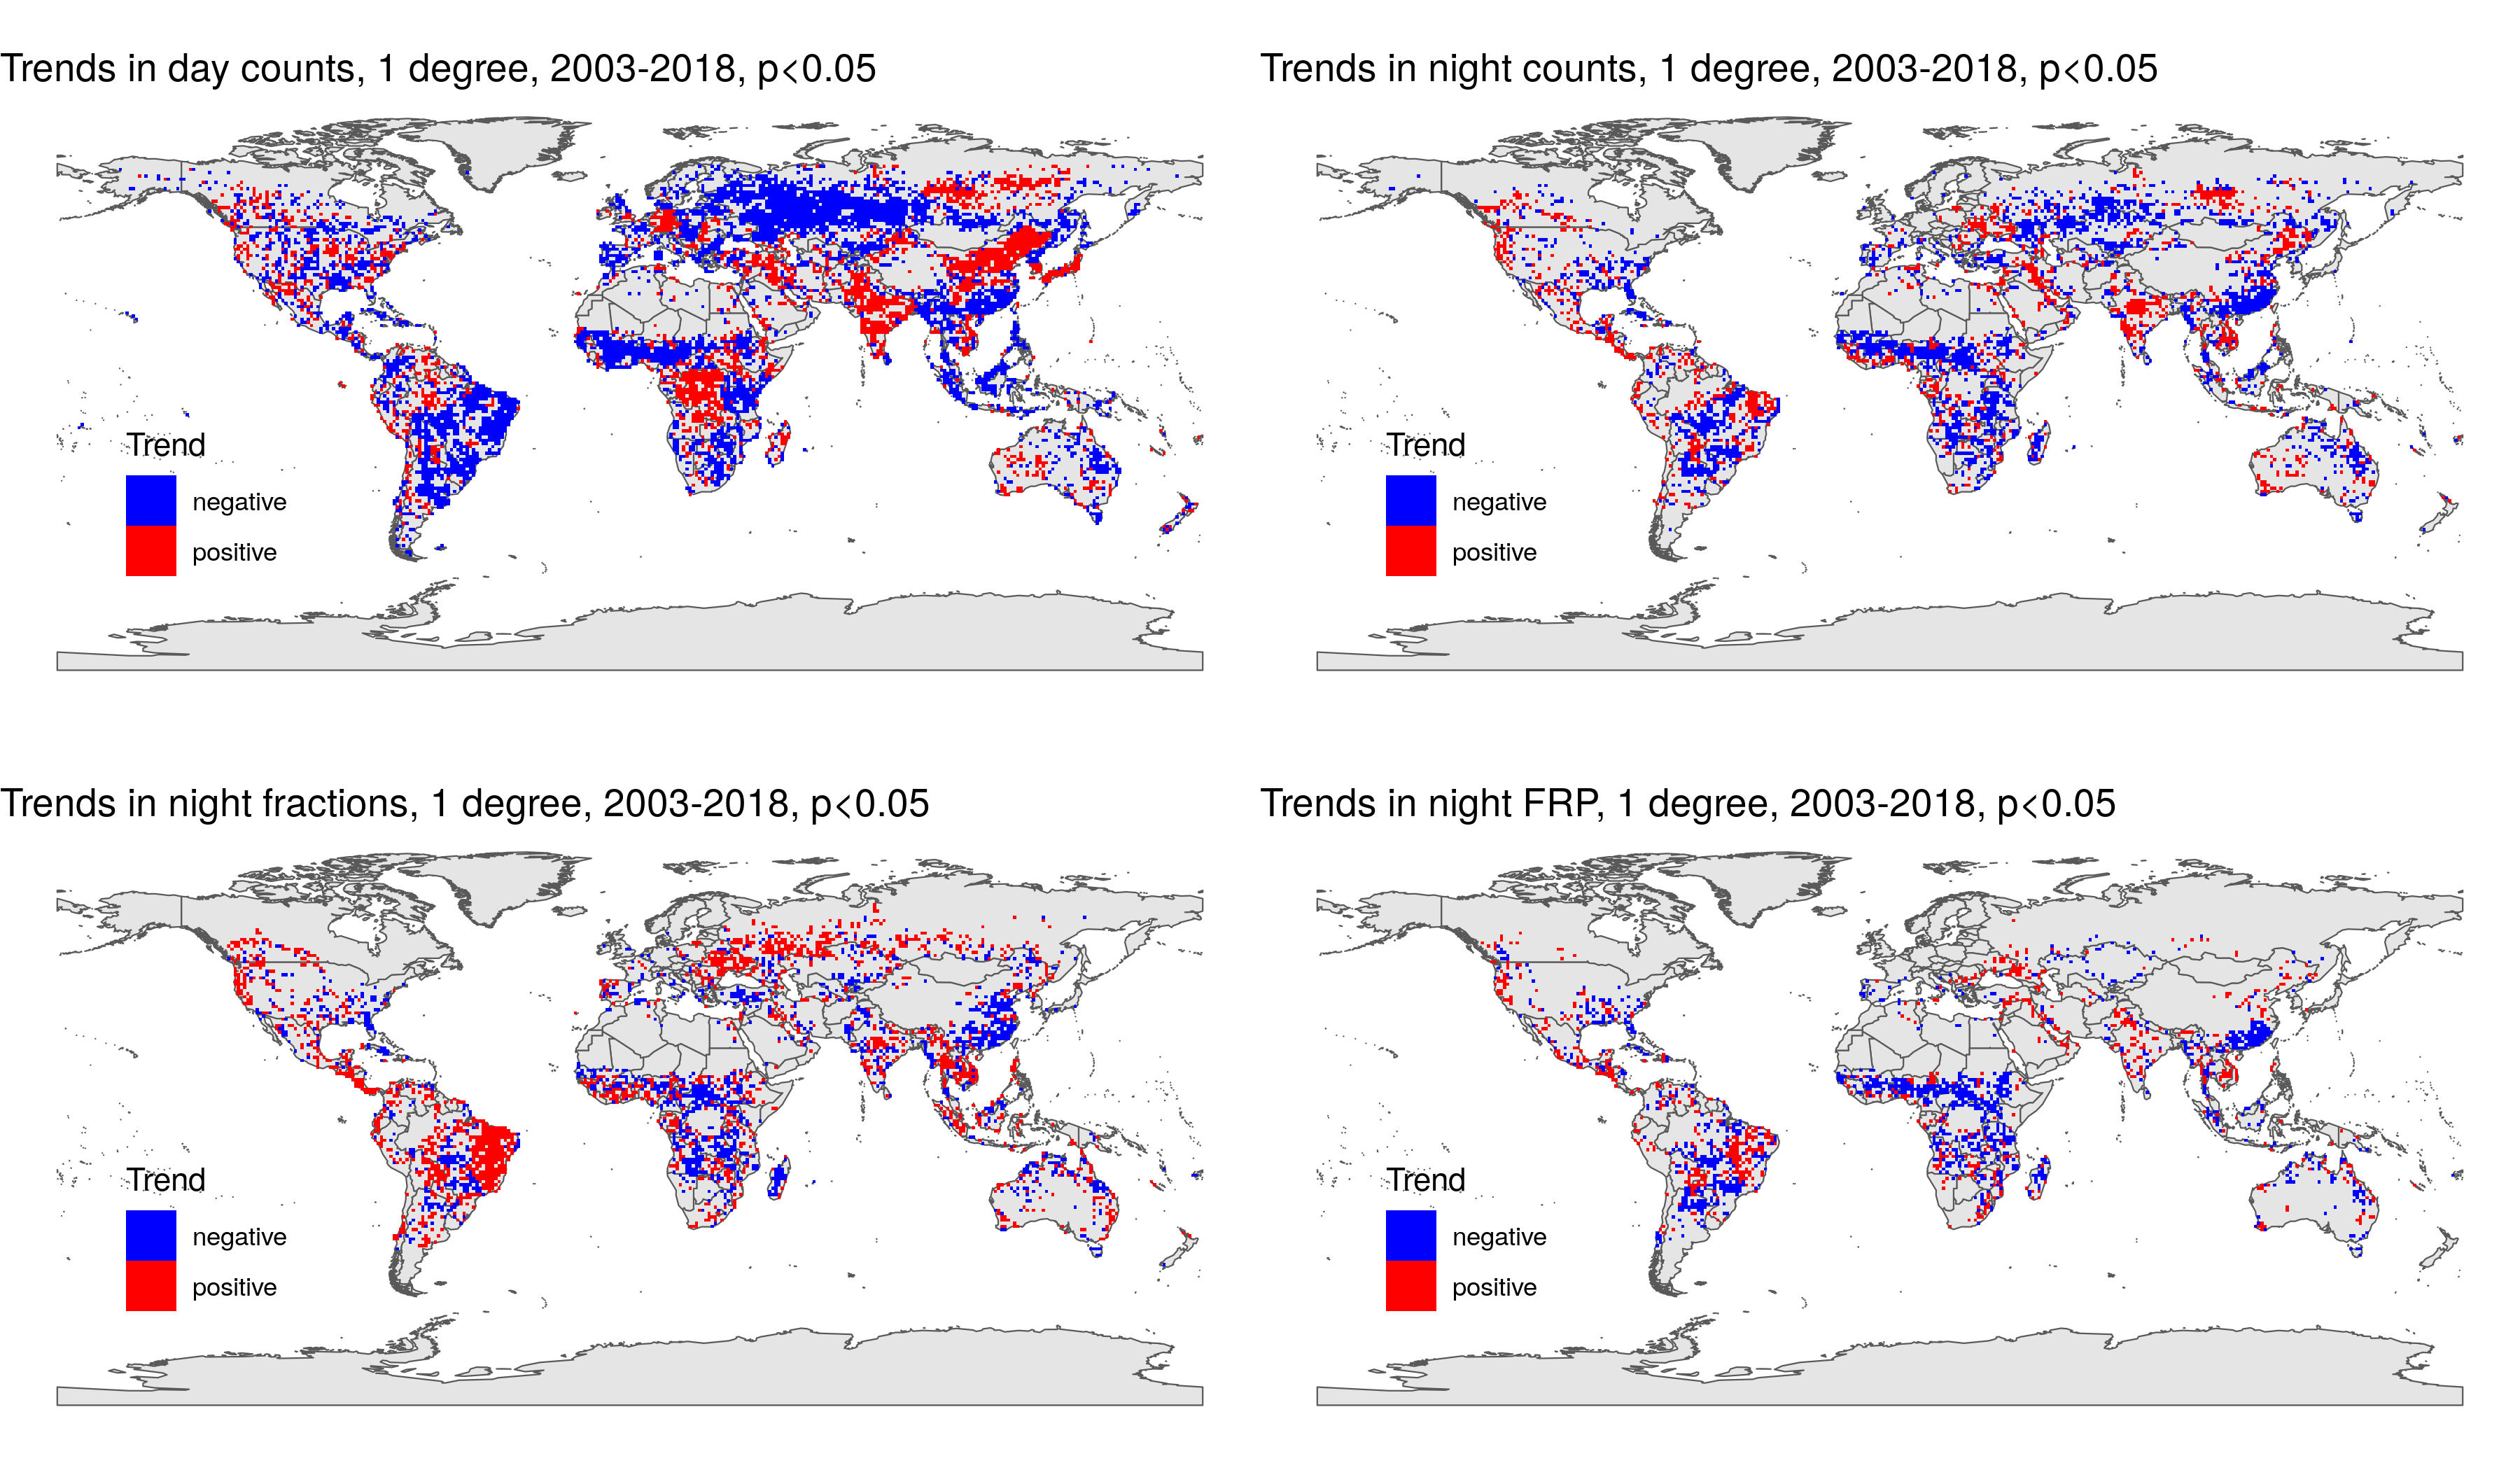 Trends in day counts, 1 degree, 2003-2018, p<0.05
Trend
negative
positive
Trends in night counts, 1 degree, 2003-2018, p<0.05
Trend
negative
positive
Trends in night fractions, 1 degree, 2003-2018, p<0.05
Trend
negative
positive
Trends in night FRP, 1 degree, 2003-2018, p<0.05
Trend
negative
positive